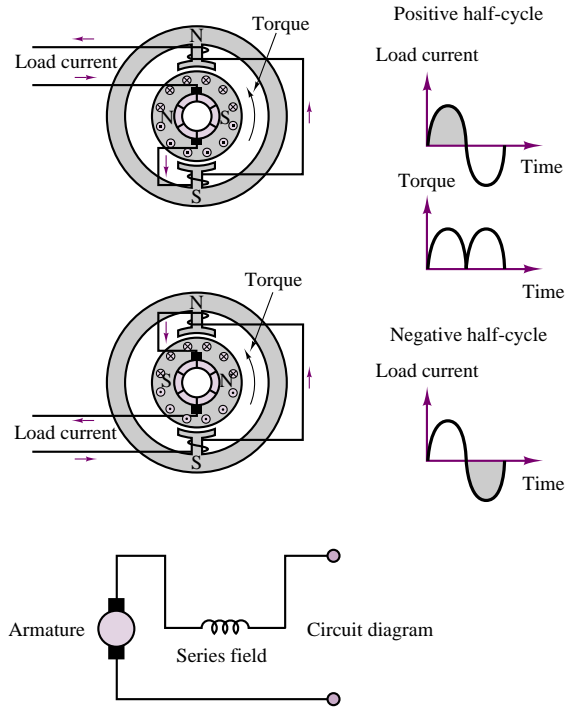 Positive half-cycle
N
Torque
Load current
Load current
N
S
Time
S
Torque
Time
Torque
N
Negative half-cycle
Load current
S
N
Load current
S
Time
Armature
Series field
Circuit diagram